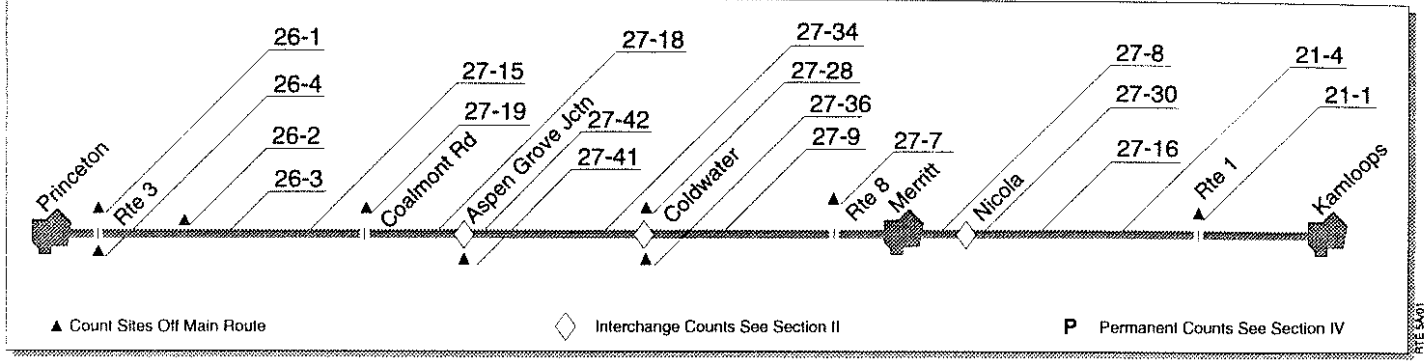 26-1
26-4
26-2
26-3
27-15
27-19
27-18
27-42
27-41
27-34
27-28
27-36
27-9
27-7
27-8
27-30
27-16
21-4
21-1
Princeton
Rte 3
Coalmont Rd
Aspen Grove Jctn
Coldwater
Rte 8
Merritt
Nicola
Rte 1
Kamloops
▲ Count Sites Off Main Route
◇ Interchange Counts See Section II
P Permanent Counts See Section IV
RTE 5A/01